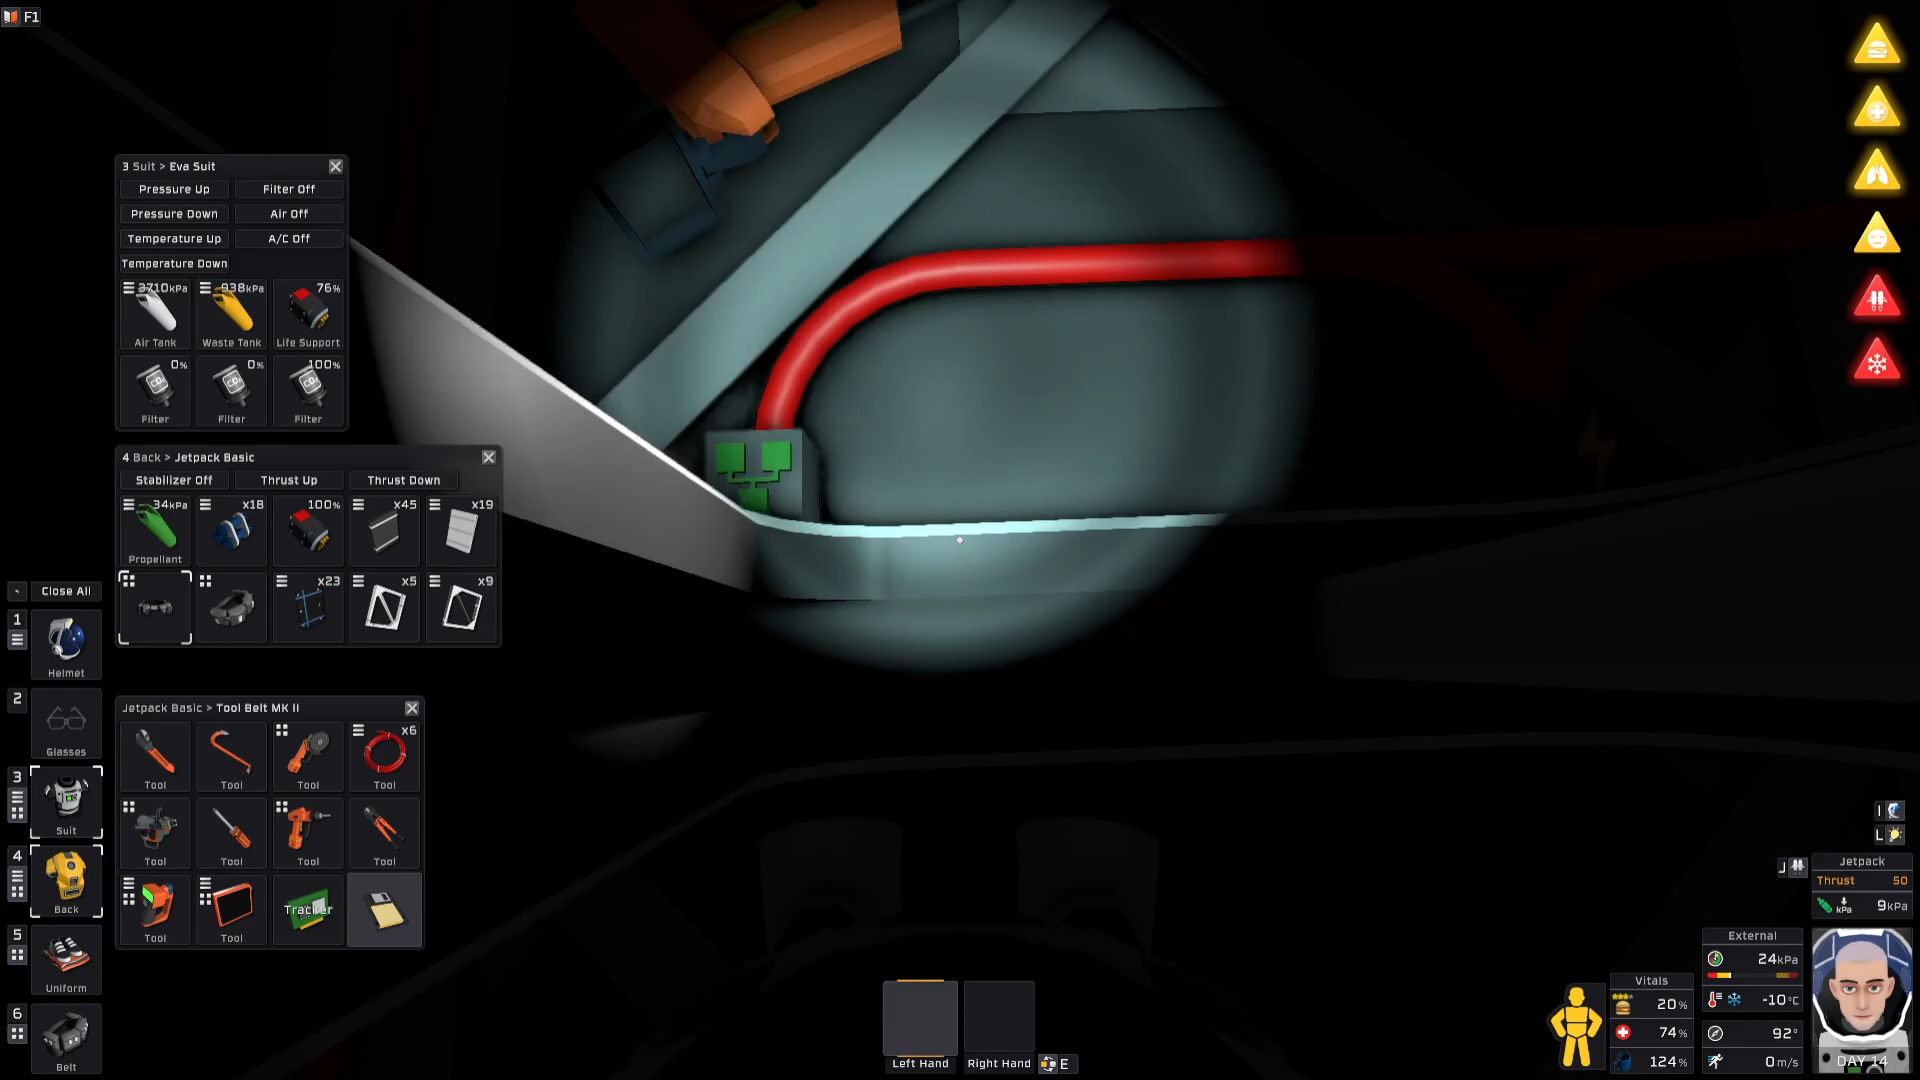 F1
3 Suit > Eva Suit
Pressure Up
Filter Off
Pressure Down
Air Off
Temperature Up
A/C Off
Temperature Down
3710kPa
938kPa
76%
Air Tank
Waste Tank
Life Support
0%
0%
100%
CO₂
CO₂
CO₂
Filter
Filter
Filter
4 Back > Jetpack Basic
Stabilizer Off
Thrust Up
Thrust Down
34kPa
x18
100%
x45
x19
Propellant
x23
x5
x9
~
Close All
1
Helmet
2
Glasses
3
Suit
4
Back
5
Uniform
6
Belt
Jetpack Basic > Tool Belt MK II
x6
Tool
Tool
Tool
Tool
Tool
Tool
Tool
Tool
Tracker
Tool
Tool
Left Hand
Right Hand
E
I
L
J
Jetpack
Thrust 50
kPa 9kPa
External
24kPa
-10°C
92°
0m/s
Vitals
20%
74%
124%
DAY 14